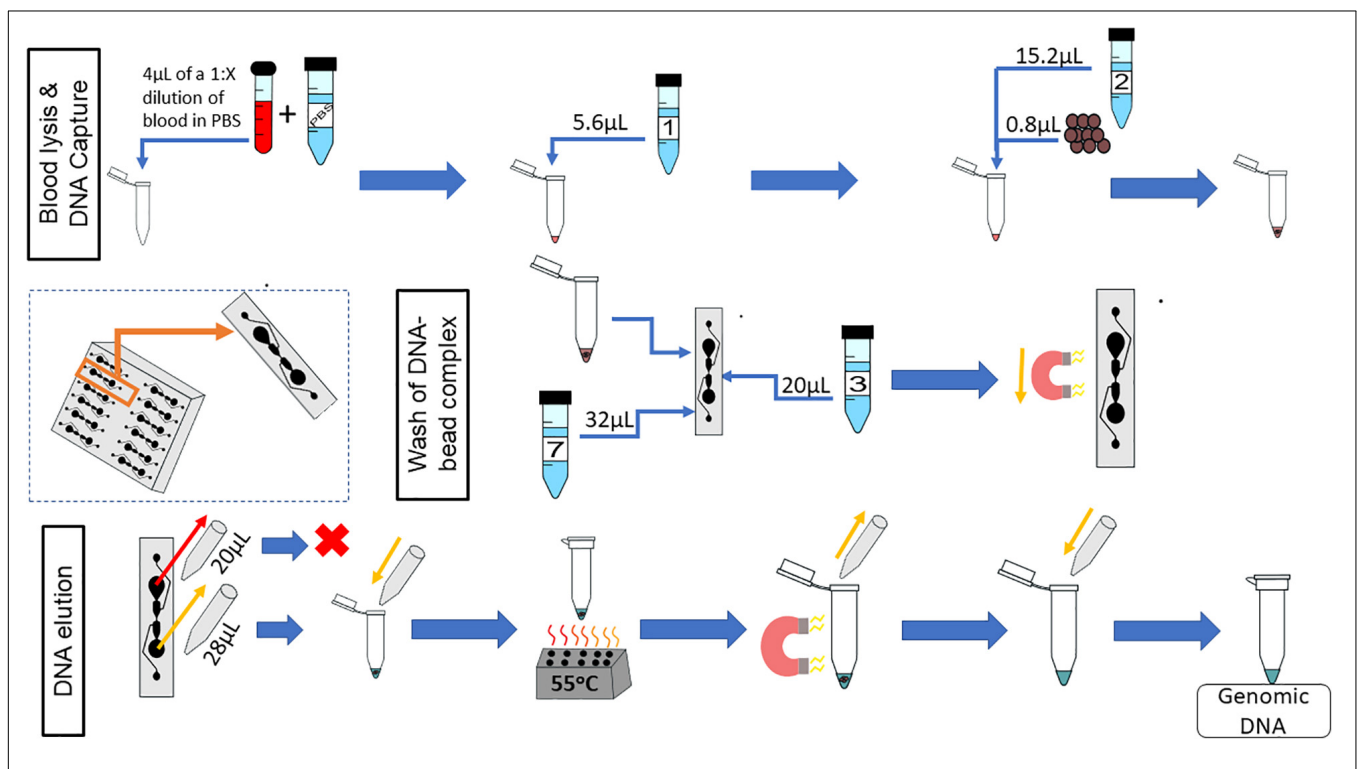 Blood lysis &
DNA Capture
4µL of a 1:X
dilution of
blood in PBS
+
PBS
5.6µL
1
15.2µL
2
0.8µL
Wash of DNA-
bead complex
7
32µL
20µL
3
DNA elution
20µL
28µL
55°C
Genomic
DNA